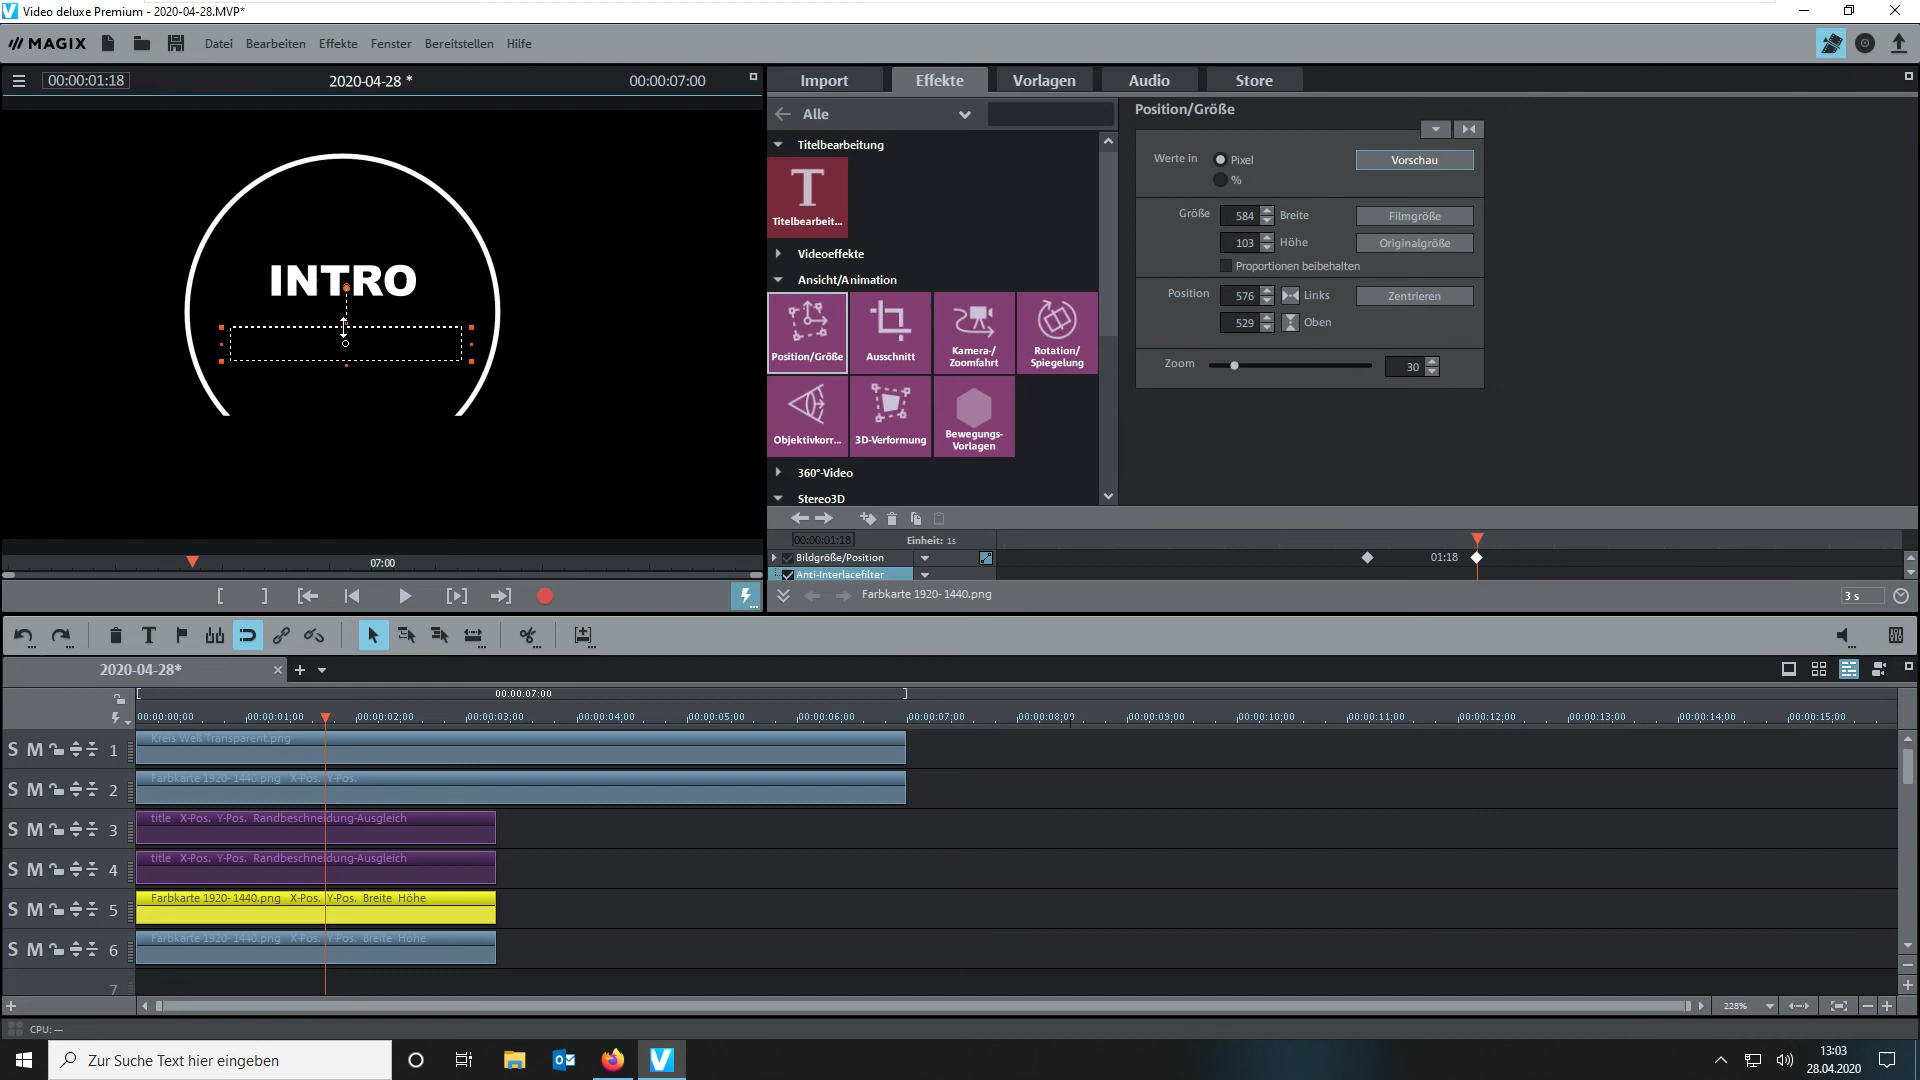 Video deluxe Premium - 2020-04-28.MVP*
MAGIX
Datei Bearbeiten Effekte Fenster Bereitstellen Hilfe
00:00:01:18 2020-04-28 * 00:00:07:00
Import Effekte Vorlagen Audio Store
INTRO
07:00
Alle
Titelbearbeitung
Titelbearbeit...
Videoeffekte
Ansicht/Animation
Position/Größe
Ausschnitt
Kamera-/
Zoomfahrt
Rotation/
Spiegelung
Objektivkorr...
3D-Verformung
Bewegungs-
Vorlagen
360°-Video
Stereo3D
Position/Größe
Werte in Pixel Vorschau
%
Größe 584 Breite Filmgröße
103 Höhe Originalgröße
Proportionen beibehalten
Position 576 Links Zentrieren
529 Oben
Zoom 30
00:00:01:18 Einheit: 1s
Bildgröße/Position 01:18
Anti-Interlacefilter
Farbkarte 1920-1440.png 3 s
2020-04-28*
00:00:07:00
00:00:00;00 00:00:01;00 00:00:02;00 00:00:03;00 00:00:04;00 00:00:05;00 00:00:06;00 00:00:07;00 00:00:08;00 00:00:09;00 00:00:10;00 00:00:11;00 00:00:12;00 00:00:13;00 00:00:14;00 00:00:15;00
S M 1 Kreis Weiß Transparent.png
S M 2 Farbkarte 1920-1440.png X-Pos. Y-Pos.
S M 3 title X-Pos. Y-Pos. Randbeschneidung-Ausgleich
S M 4 title X-Pos. Y-Pos. Randbeschneidung-Ausgleich
S M 5 Farbkarte 1920-1440.png X-Pos. Y-Pos. Breite Höhe
S M 6 Farbkarte 1920-1440.png X-Pos. Y-Pos. Breite Höhe
7
228%
CPU: —
Zur Suche Text hier eingeben
13:03
28.04.2020